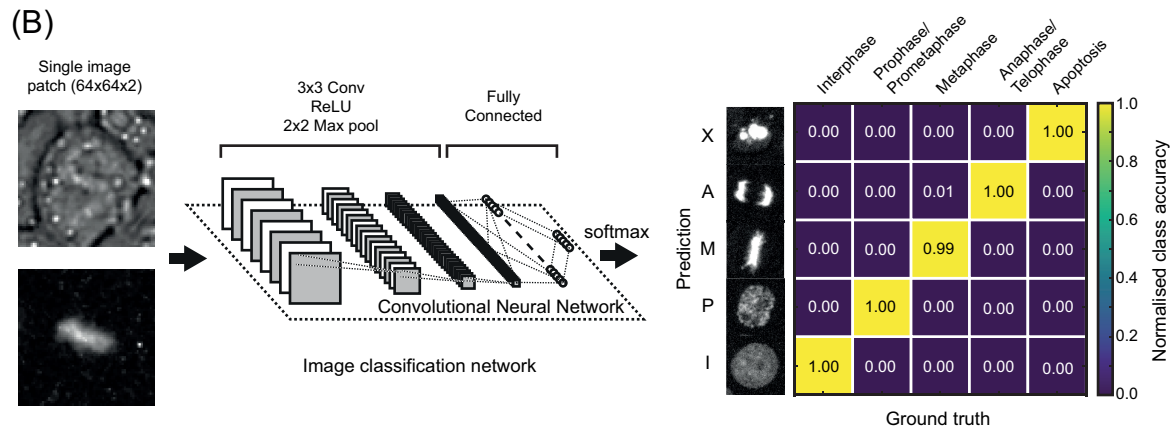 (B)
Single image
patch (64x64x2)
3x3 Conv
ReLU
2x2 Max pool
Fully
Connected
softmax
Convolutional Neural Network
Image classification network
Interphase
Prophase/
Prometaphase
Metaphase
Anaphase/
Telophase
Apoptosis
Prediction
X
0.00 0.00 0.00 0.00 1.00
A
0.00 0.00 0.01 1.00 0.00
M
0.00 0.00 0.99 0.00 0.00
P
0.00 1.00 0.00 0.00 0.00
I
1.00 0.00 0.00 0.00 0.00
Ground truth
1.0
0.8
0.6
0.4
0.2
0.0
Normalised class accuracy